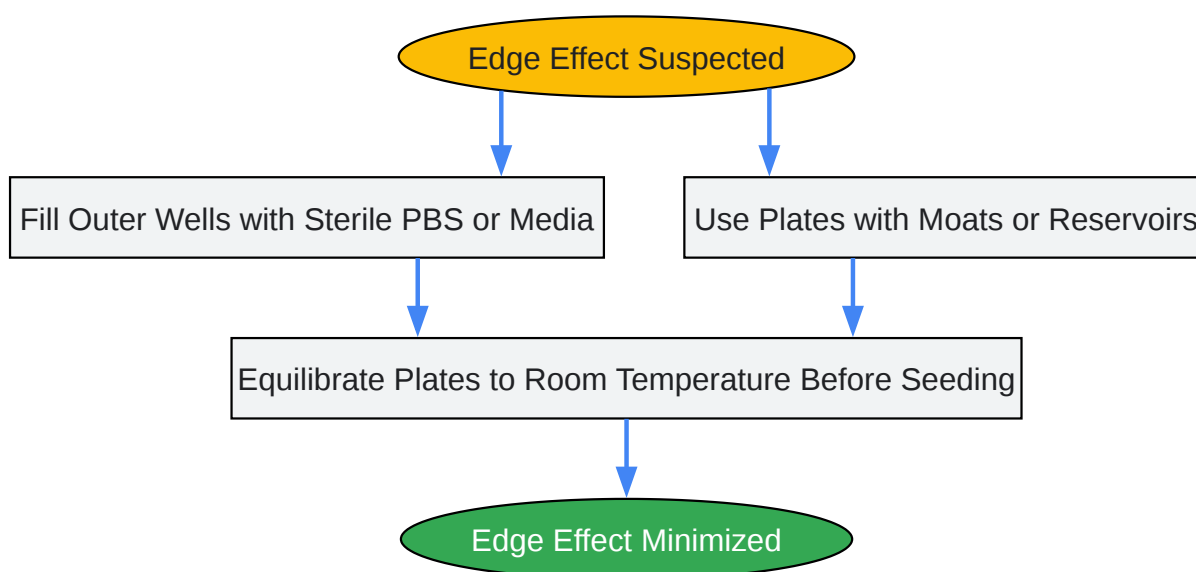 Edge Effect Suspected
Fill Outer Wells with Sterile PBS or Media
Use Plates with Moats or Reservoirs
Equilibrate Plates to Room Temperature Before Seeding
Edge Effect Minimized